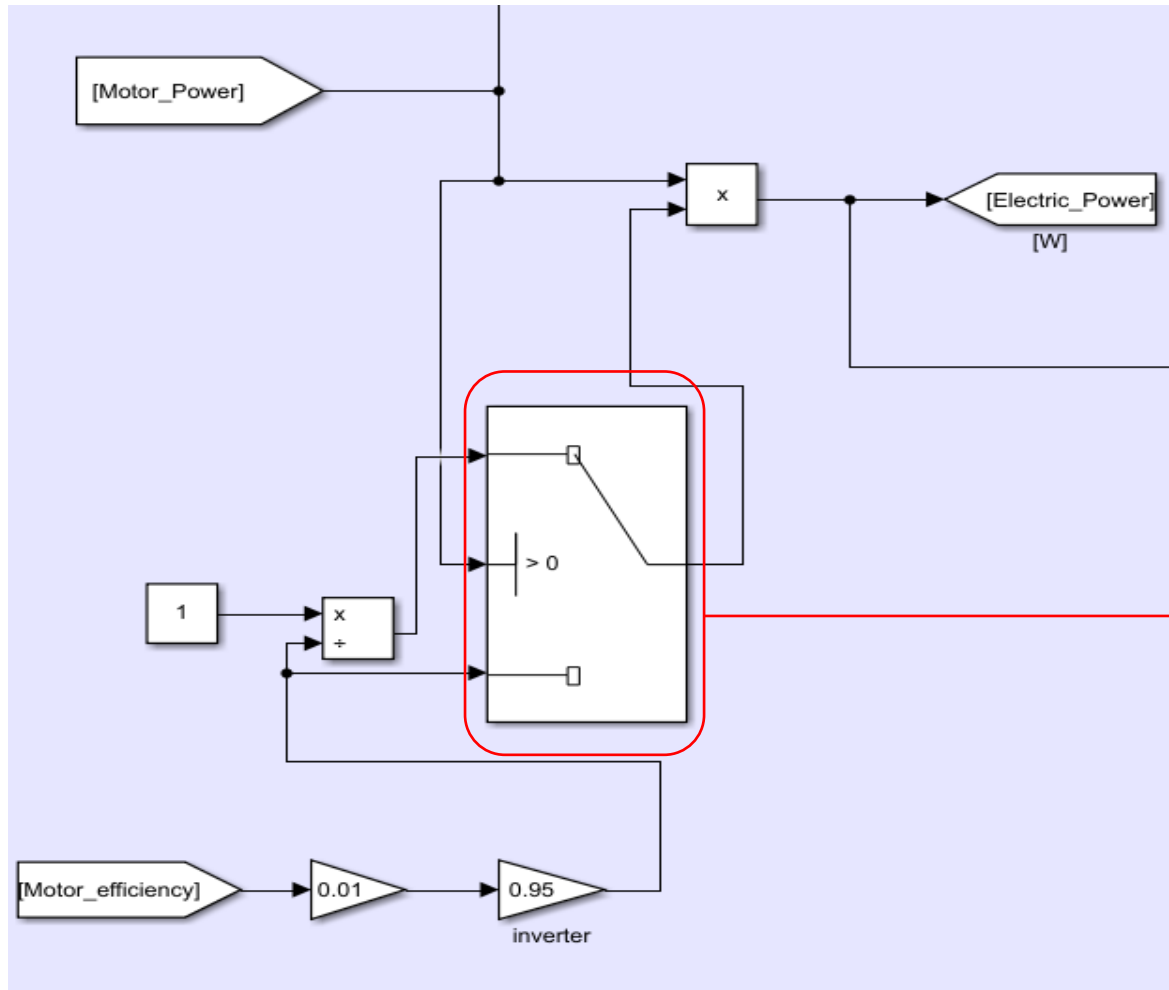 [Motor_Power]
x
[Electric_Power]
[W]
> 0
1
x
÷
[Motor_efficiency]
0.01
0.95
inverter